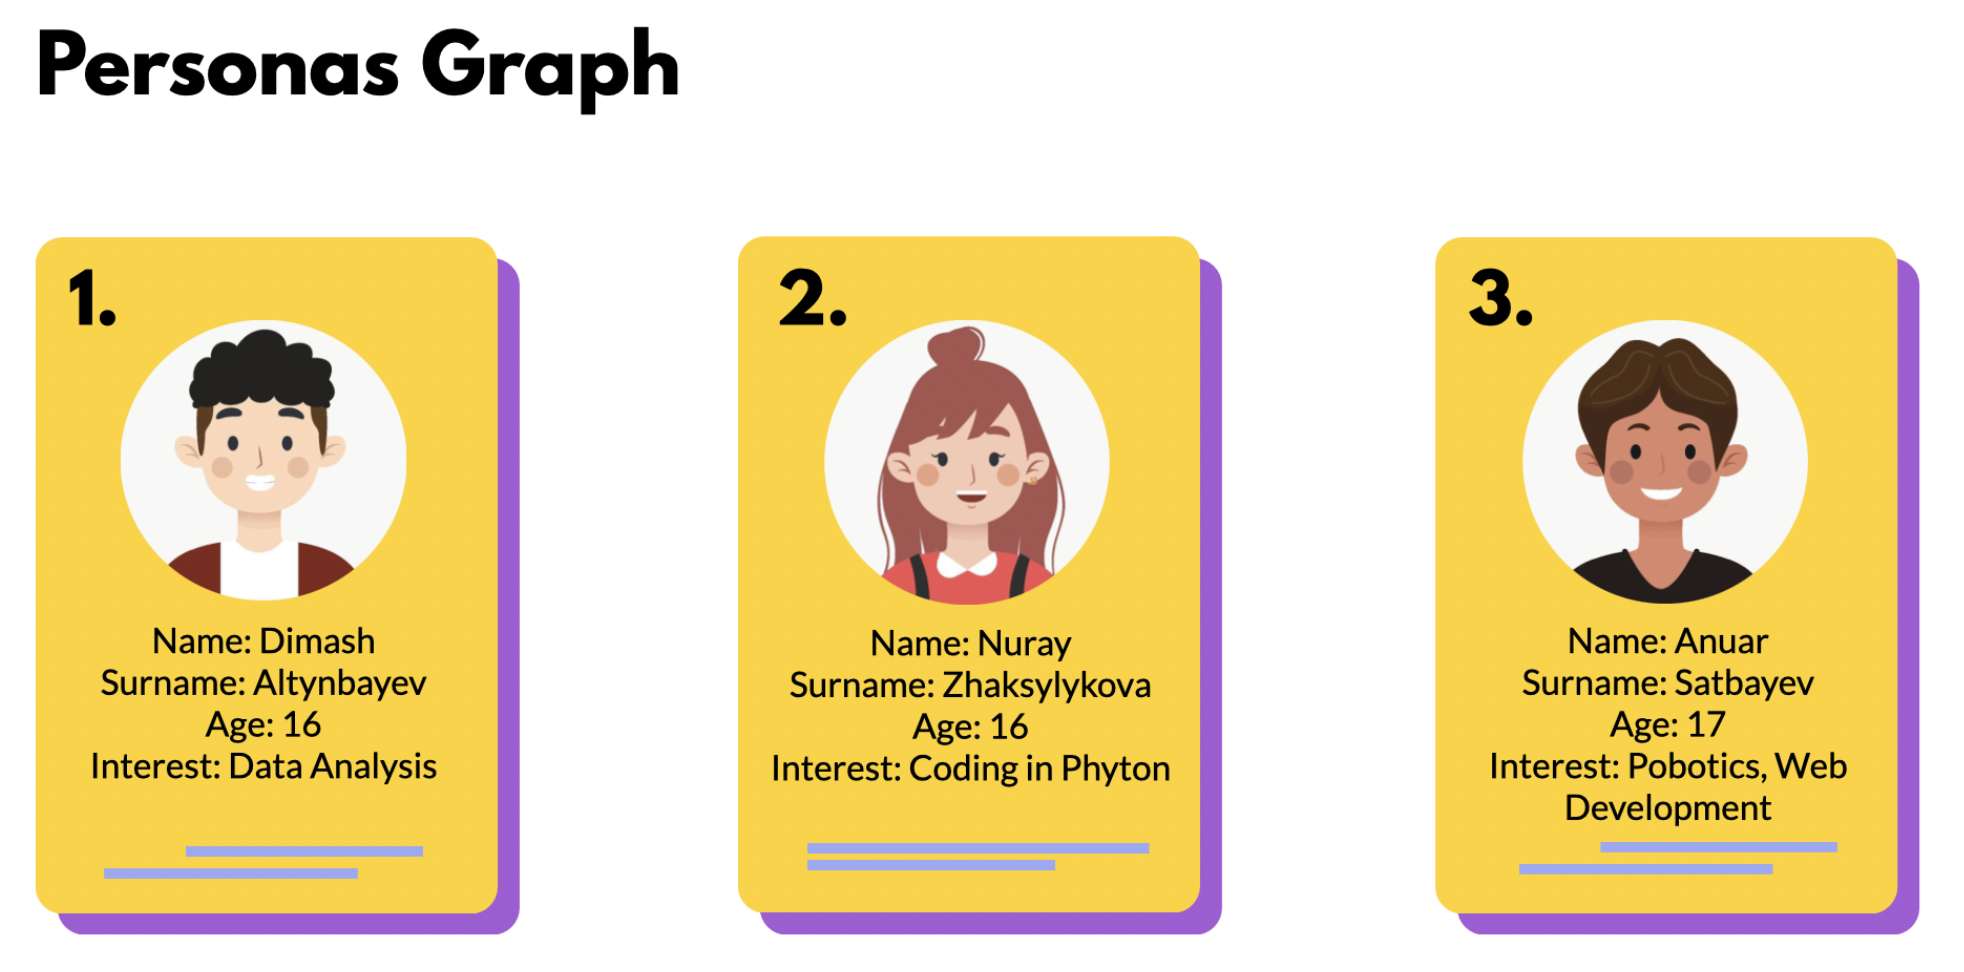 Personas Graph
1.
Name: Dimash
Surname: Altynbayev
Age: 16
Interest: Data Analysis
2.
Name: Nuray
Surname: Zhaksylykova
Age: 16
Interest: Coding in Phyton
3.
Name: Anuar
Surname: Satbayev
Age: 17
Interest: Pobotics, Web
Development